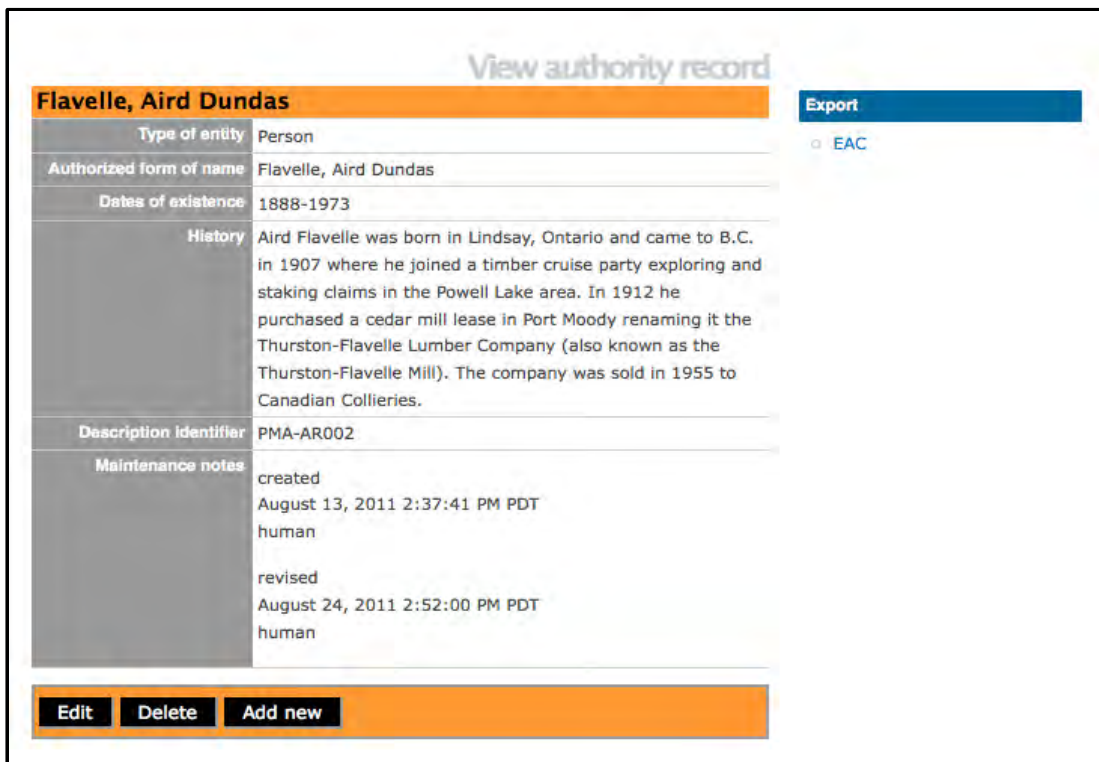 View authority record
Flavelle, Aird Dundas
Export
EAC
Type of entity Person
Authorized form of name Flavelle, Aird Dundas
Dates of existence 1888-1973
History Aird Flavelle was born in Lindsay, Ontario and came to B.C.
in 1907 where he joined a timber cruise party exploring and
staking claims in the Powell Lake area. In 1912 he
purchased a cedar mill lease in Port Moody renaming it the
Thurston-Flavelle Lumber Company (also known as the
Thurston-Flavelle Mill). The company was sold in 1955 to
Canadian Collieries.
Description identifier PMA-AR002
Maintenance notes
created
August 13, 2011 2:37:41 PM PDT
human
revised
August 24, 2011 2:52:00 PM PDT
human
Edit Delete Add new